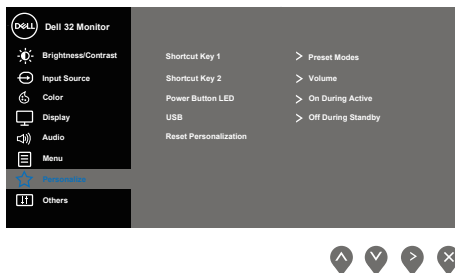 DELL Dell 32 Monitor
Brightness/Contrast
Input Source
Color
Display
Audio
Menu
Personalize
Others
Shortcut Key 1 > Preset Modes
Shortcut Key 2 > Volume
Power Button LED > On During Active
USB > Off During Standby
Reset Personalization